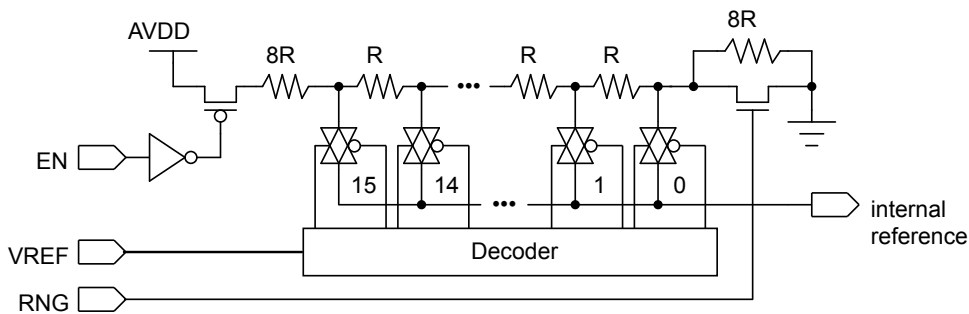 8R
AVDD
8R
R
R
R
•••
EN
15
14
1
0
•••
internal
reference
Decoder
VREF
RNG